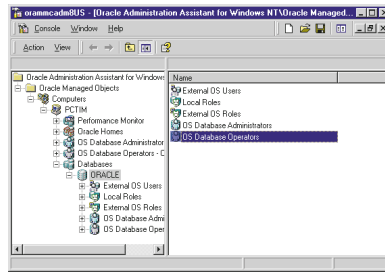 orammcadm8US - [Oracle Administration Assistant for Windows NT\Oracle Managed...
Console Window Help
Action View
Oracle Administration Assistant for Windows
Oracle Managed Objects
Computers
PCTIM
Performance Monitor
Oracle Homes
OS Database Administrator
OS Database Operators - C
Databases
ORACLE
External OS Users
Local Roles
External OS Roles
OS Database Admi
OS Database Oper
Name
External OS Users
Local Roles
External OS Roles
OS Database Administrators
OS Database Operators